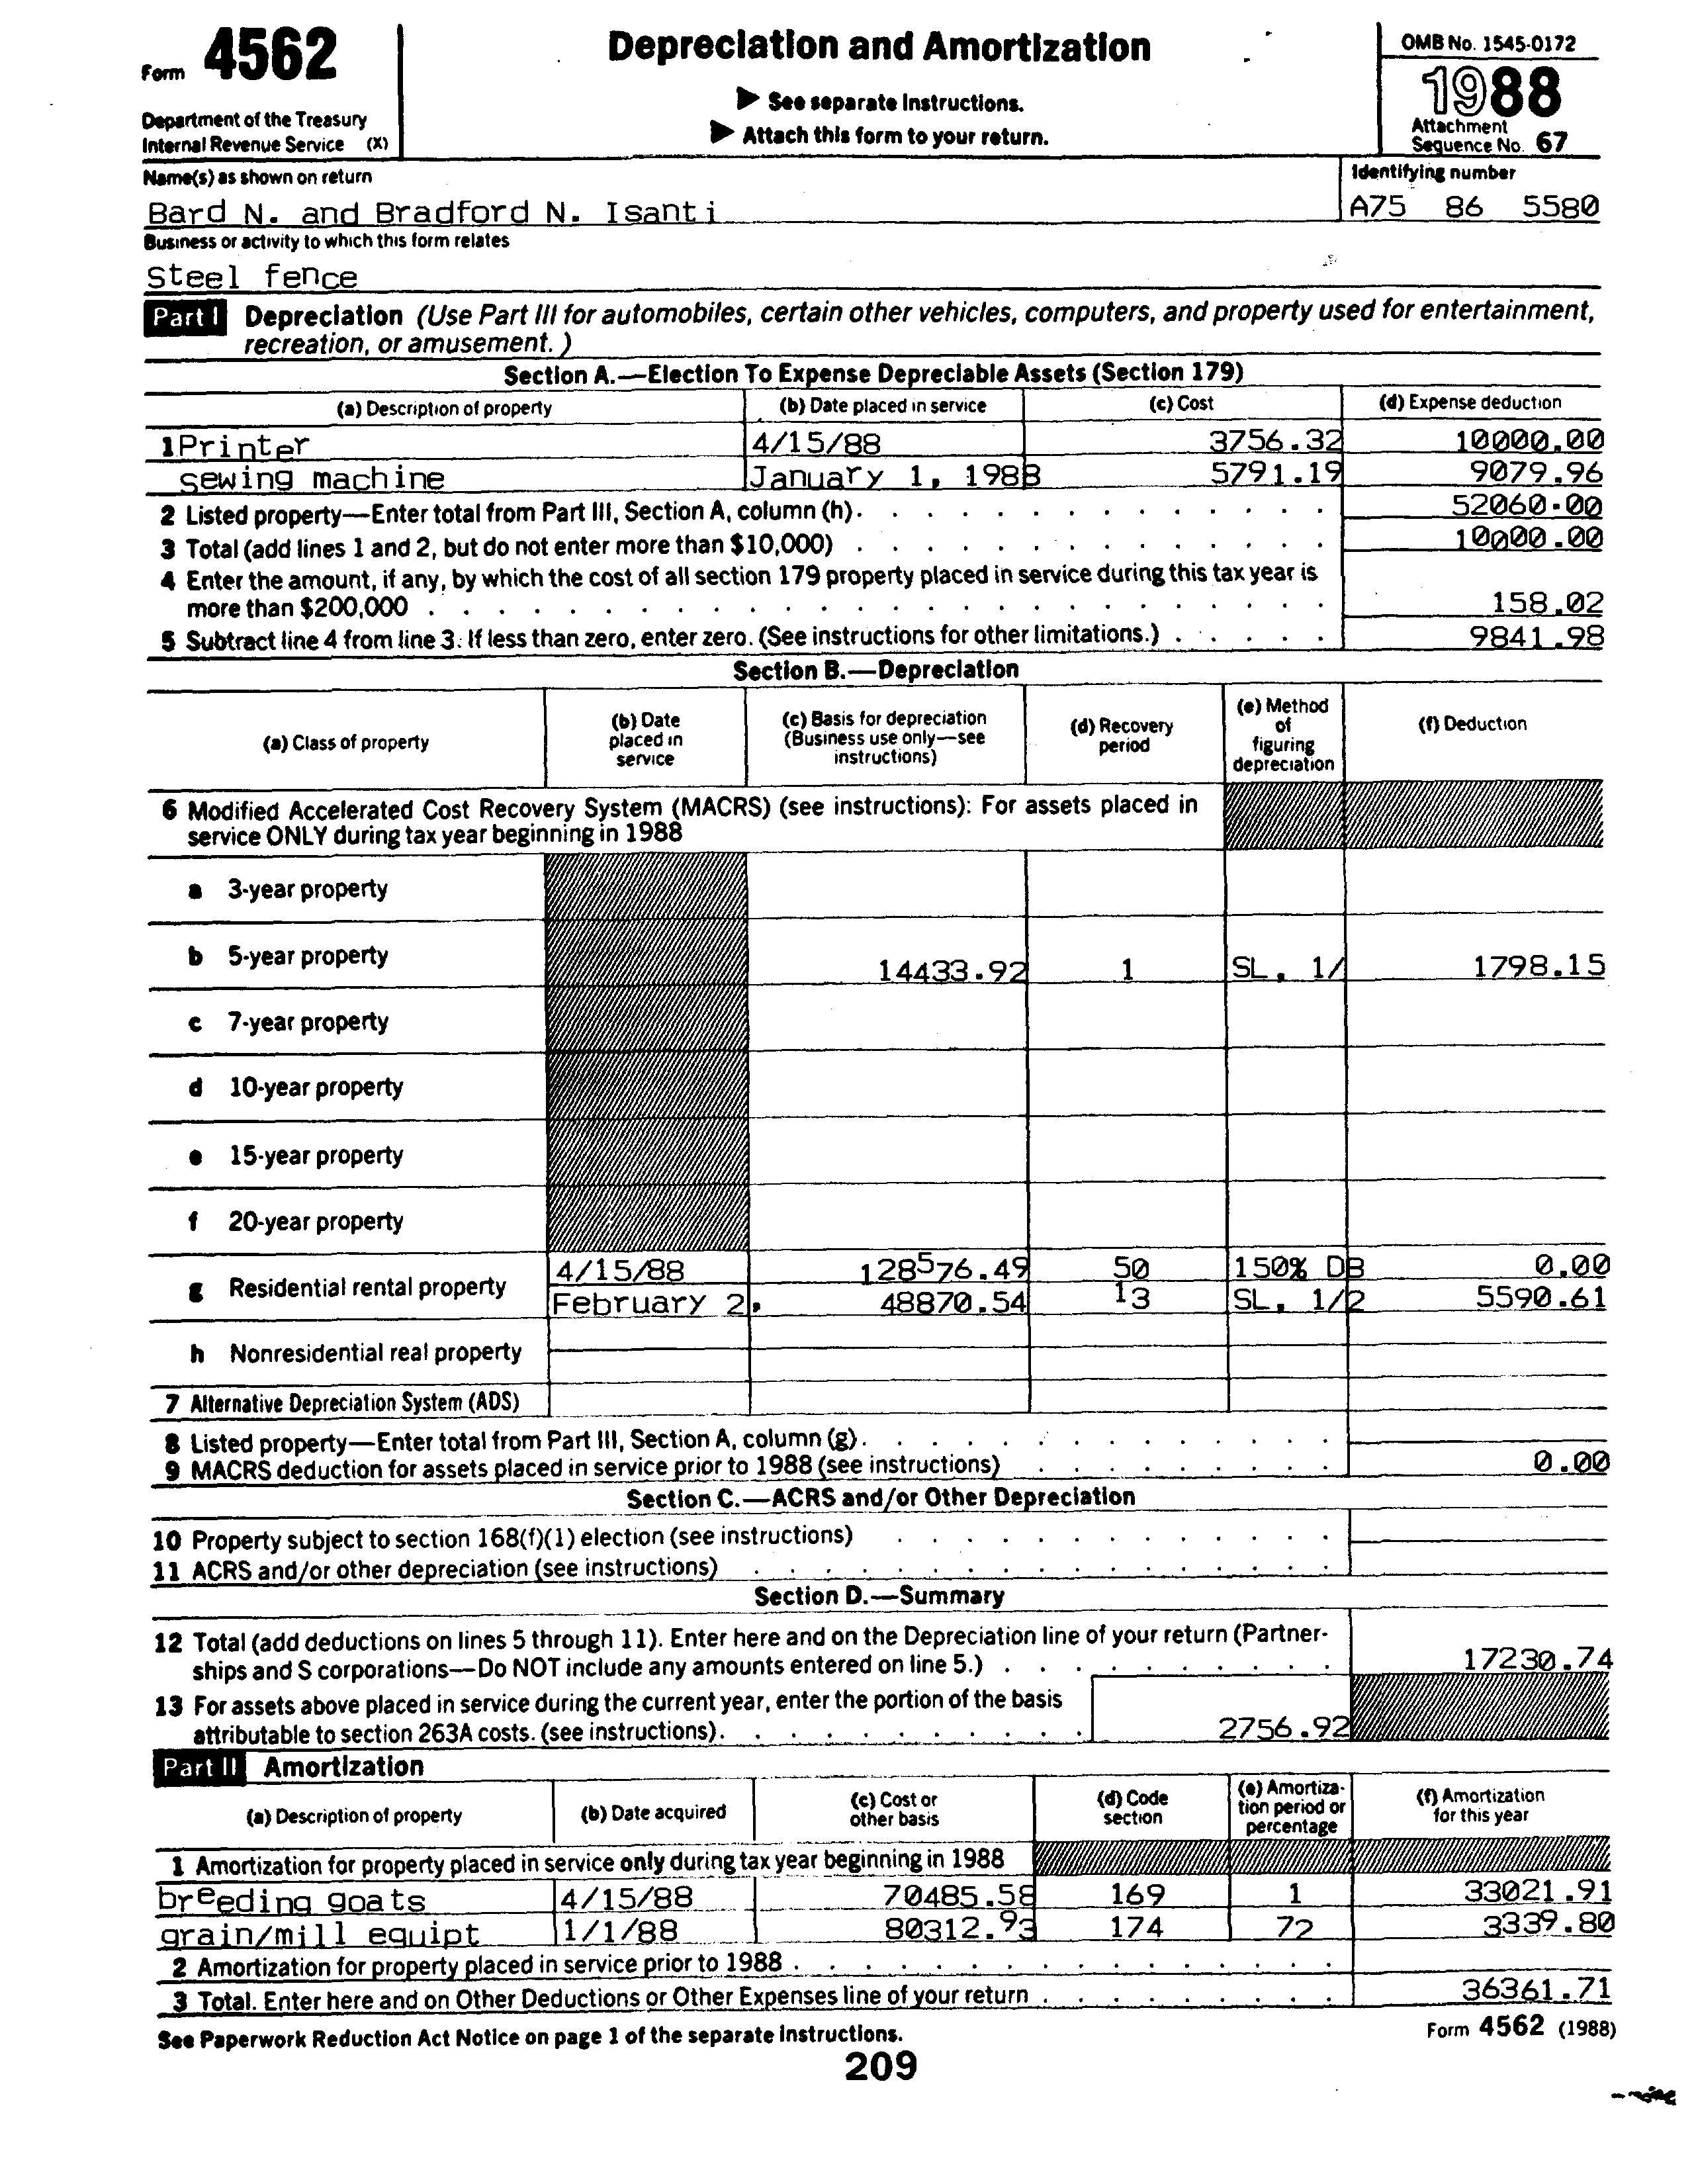 Form 4562
Department of the Treasury
Internal Revenue Service (X)
Depreciation and Amortization
▶ See separate Instructions.
▶ Attach this form to your return.
OMB No. 1545-0172
1988
Attachment
Sequence No. 67
Name(s) as shown on return
Identifying number
Bard N. and Bradford N. Isanti
A75 86 5580
Business or activity to which this form relates
Steel fence
Part I Depreciation (Use Part III for automobiles, certain other vehicles, computers, and property used for entertainment,
recreation, or amusement.)
Section A.—Election To Expense Depreciable Assets (Section 179)
(a) Description of property (b) Date placed in service (c) Cost (d) Expense deduction
1 Printer 4/15/88 3756.32 10000.00
sewing machine January 1, 1988 5791.19 9079.96
2 Listed property—Enter total from Part III, Section A, column (h). 52060.00
3 Total (add lines 1 and 2, but do not enter more than $10,000) 10000.00
4 Enter the amount, if any, by which the cost of all section 179 property placed in service during this tax year is
more than $200,000 158.02
5 Subtract line 4 from line 3. If less than zero, enter zero. (See instructions for other limitations.) 9841.98
Section B.—Depreciation
(a) Class of property
(b) Date
placed in
service
(c) Basis for depreciation
(Business use only—see
instructions)
(d) Recovery
period
(e) Method
of
figuring
depreciation
(f) Deduction
6 Modified Accelerated Cost Recovery System (MACRS) (see instructions): For assets placed in
service ONLY during tax year beginning in 1988
a 3-year property
b 5-year property 14433.92 1 SL, 1/ 1798.15
c 7-year property
d 10-year property
e 15-year property
f 20-year property
g Residential rental property
4/15/88 128576.49 50 150% DB 0.00
February 2, 48870.54 13 SL, 1/2 5590.61
h Nonresidential real property
7 Alternative Depreciation System (ADS)
8 Listed property—Enter total from Part III, Section A, column (g).
9 MACRS deduction for assets placed in service prior to 1988 (see instructions) 0.00
Section C.—ACRS and/or Other Depreciation
10 Property subject to section 168(f)(1) election (see instructions)
11 ACRS and/or other depreciation (see instructions)
Section D.—Summary
12 Total (add deductions on lines 5 through 11). Enter here and on the Depreciation line of your return (Partner-
ships and S corporations—Do NOT include any amounts entered on line 5.) 17230.74
13 For assets above placed in service during the current year, enter the portion of the basis
attributable to section 263A costs. (see instructions). 2756.92
Part II Amortization
(a) Description of property
(b) Date acquired
(c) Cost or
other basis
(d) Code
section
(e) Amortiza-
tion period or
percentage
(f) Amortization
for this year
1 Amortization for property placed in service only during tax year beginning in 1988
breeding goats 4/15/88 70485.58 169 1 33021.91
grain/mill equipt 1/1/88 80312.93 174 72 3339.80
2 Amortization for property placed in service prior to 1988
3 Total. Enter here and on Other Deductions or Other Expenses line of your return 36361.71
See Paperwork Reduction Act Notice on page 1 of the separate instructions.
Form 4562 (1988)
209